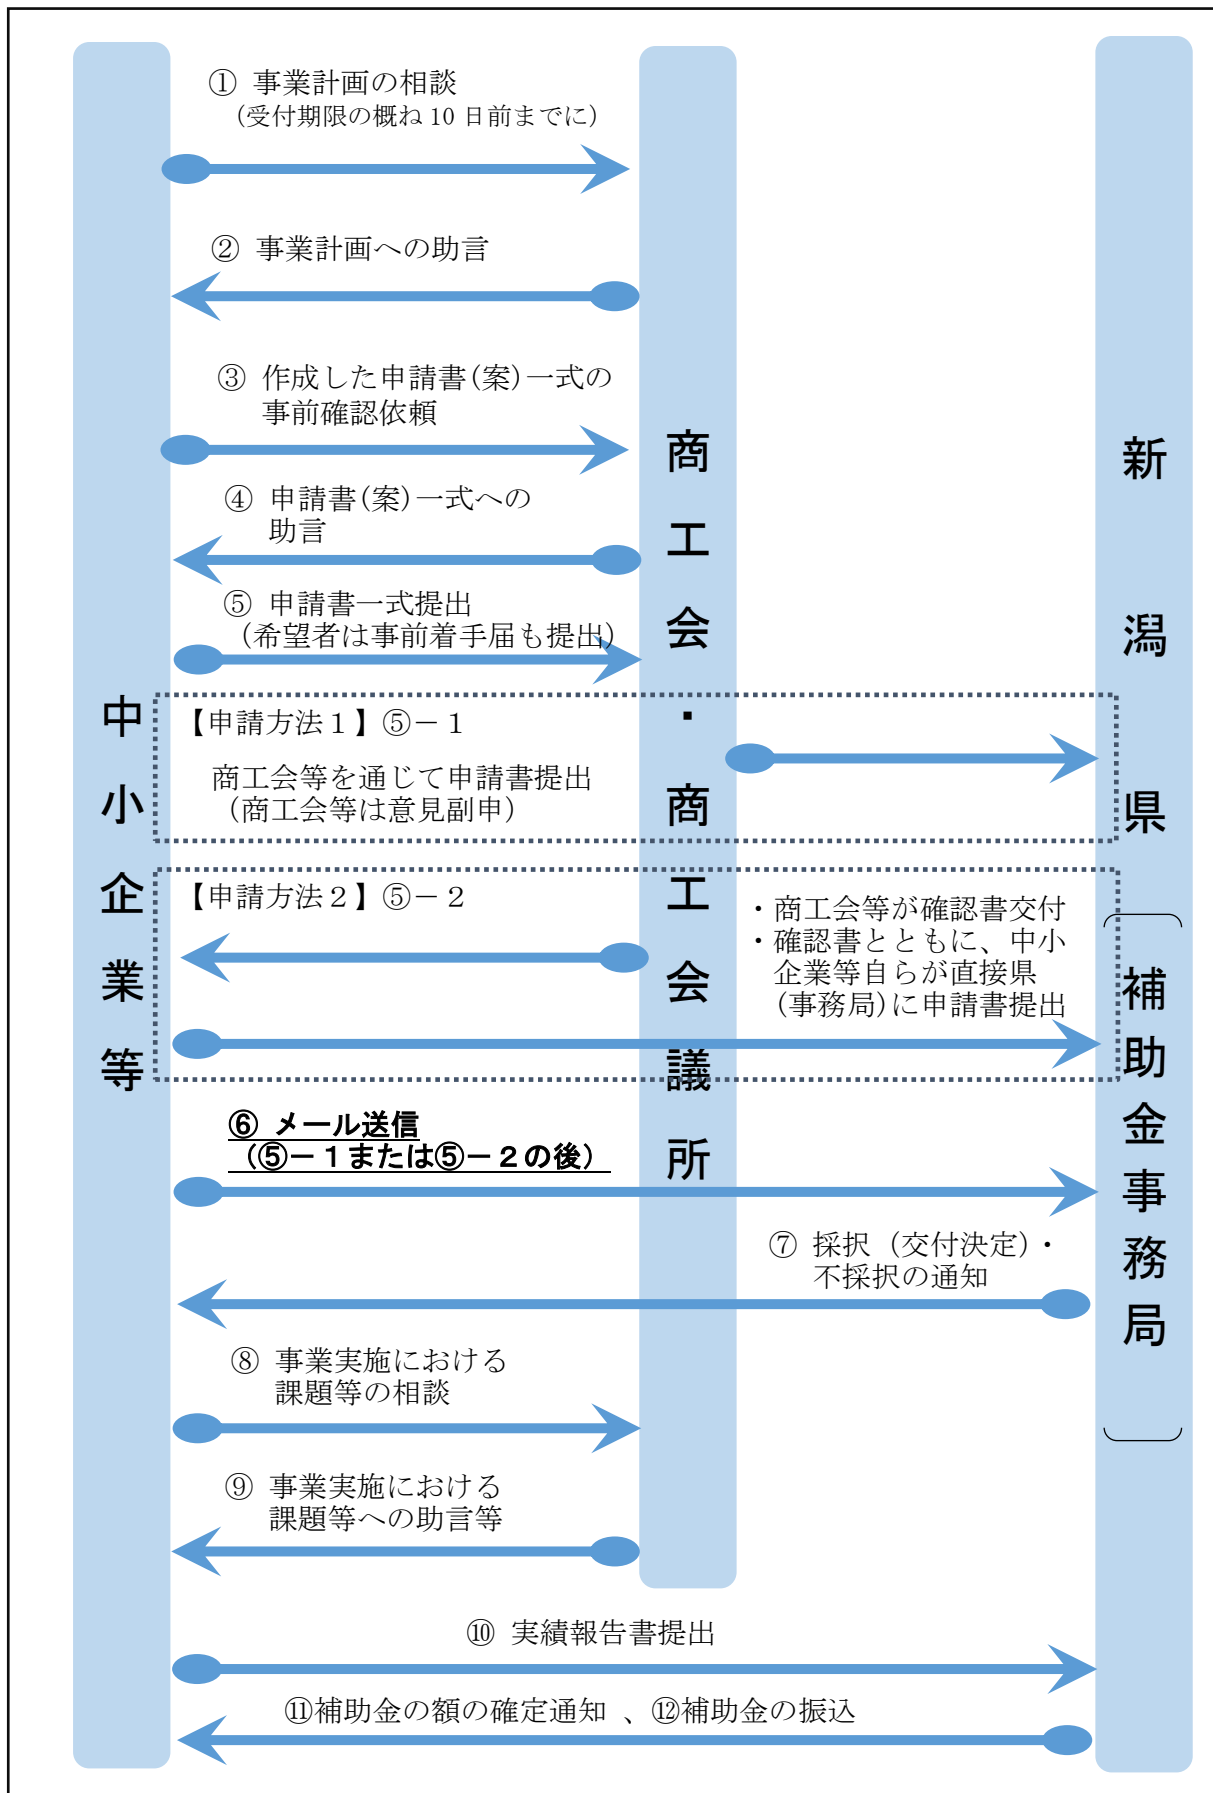 ① 事業計画の相談
（受付期限の概ね 10 日前までに）
② 事業計画への助言
③ 作成した申請書(案)一式の
事前確認依頼
④ 申請書(案)一式への
助言
⑤ 申請書一式提出
（希望者は事前着手届も提出）
【申請方法１】⑤－１
商工会等を通じて申請書提出
（商工会等は意見副申）
【申請方法２】⑤－２
・商工会等が確認書交付
・確認書とともに、中小
企業等自らが直接県
(事務局)に申請書提出
⑥ メール送信
（⑤－１または⑤－２の後）
⑦ 採択（交付決定）・
不採択の通知
⑧ 事業実施における
課題等の相談
⑨ 事業実施における
課題等への助言等
⑩ 実績報告書提出
⑪補助金の額の確定通知 、⑫補助金の振込
中小企業等
商工会・商工会議所
新潟県
（補助金事務局）